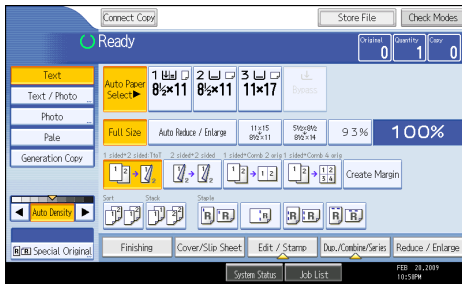 Connect Copy
Store File
Check Modes
Ready
Original 0
Quantity 1
Copy 0
Text
Text / Photo
Photo
Pale
Generation Copy
Auto Density
Special Original
Auto Paper Select▶
1 8½×11
2 8½×11
3 11×17
Bypass
Full Size
Auto Reduce / Enlarge
11×15 8½×11
5½×8½ 8½×14
93%
100%
1 sided→2 sided:TtoT
2 sided→2 sided
1 sided→Comb 2 orig
1 sided→Comb 4 orig
Create Margin
Sort
Stack
Staple
Finishing
Cover/Slip Sheet
Edit / Stamp
Dup./Combine/Series
Reduce / Enlarge
System Status
Job List
FEB 28,2009
10:58PM